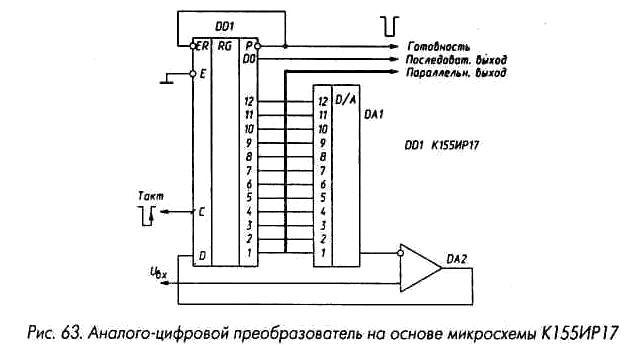 DD1
ER RG P
D0
Готовность
Последоват. выход
Параллельн. выход
E
12 12 D/A
11 11
DA1
10 10
9 9
DD1 К155ИР17
8 8
7 7
6 6
5 5
Такт
4 4
C
3 3
2 2
1 1
D
DA2
Uвх
Рис. 63. Аналого-цифровой преобразователь на основе микросхемы К155ИР17